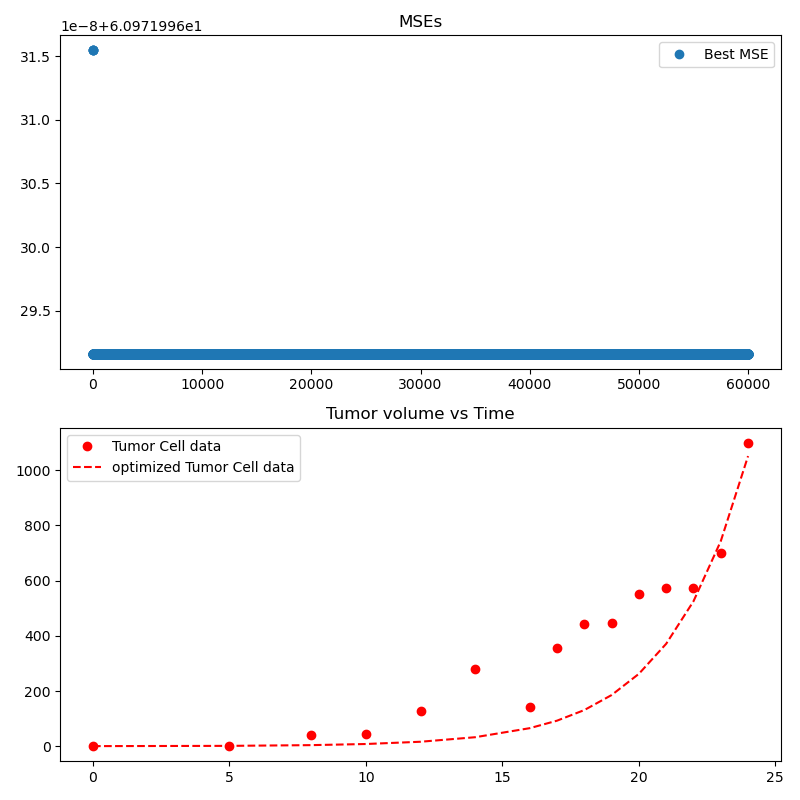 MSEs
1e−8+6.0971996e1
Best MSE
31.5
31.0
30.5
30.0
29.5
0 10000 20000 30000 40000 50000 60000
Tumor volume vs Time
Tumor Cell data
optimized Tumor Cell data
1000
800
600
400
200
0
0 5 10 15 20 25